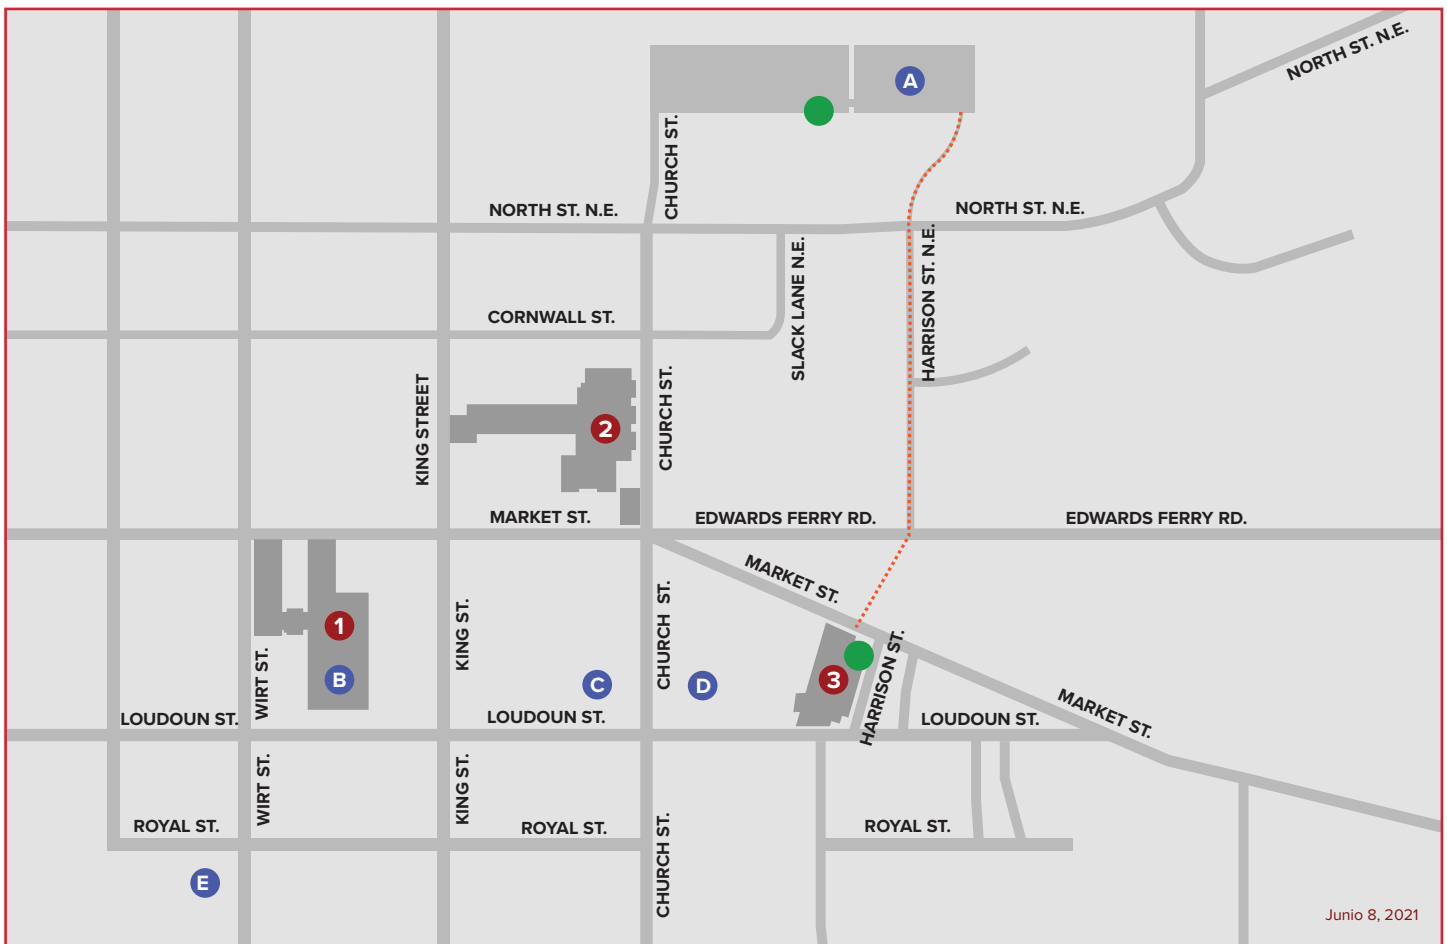 NORTH ST. N.E.
A
CHURCH ST.
NORTH ST. N.E.
NORTH ST. N.E.
SLACK LANE N.E.
HARRISON ST. N.E.
CORNWALL ST.
KING STREET
2
CHURCH ST.
MARKET ST.
EDWARDS FERRY RD.
EDWARDS FERRY RD.
MARKET ST.
1
KING ST.
CHURCH ST.
WIRT ST.
B
C
D
3
HARRISON ST.
LOUDOUN ST.
LOUDOUN ST.
LOUDOUN ST.
MARKET ST.
WIRT ST.
KING ST.
ROYAL ST.
ROYAL ST.
CHURCH ST.
ROYAL ST.
E
Junio 8, 2021